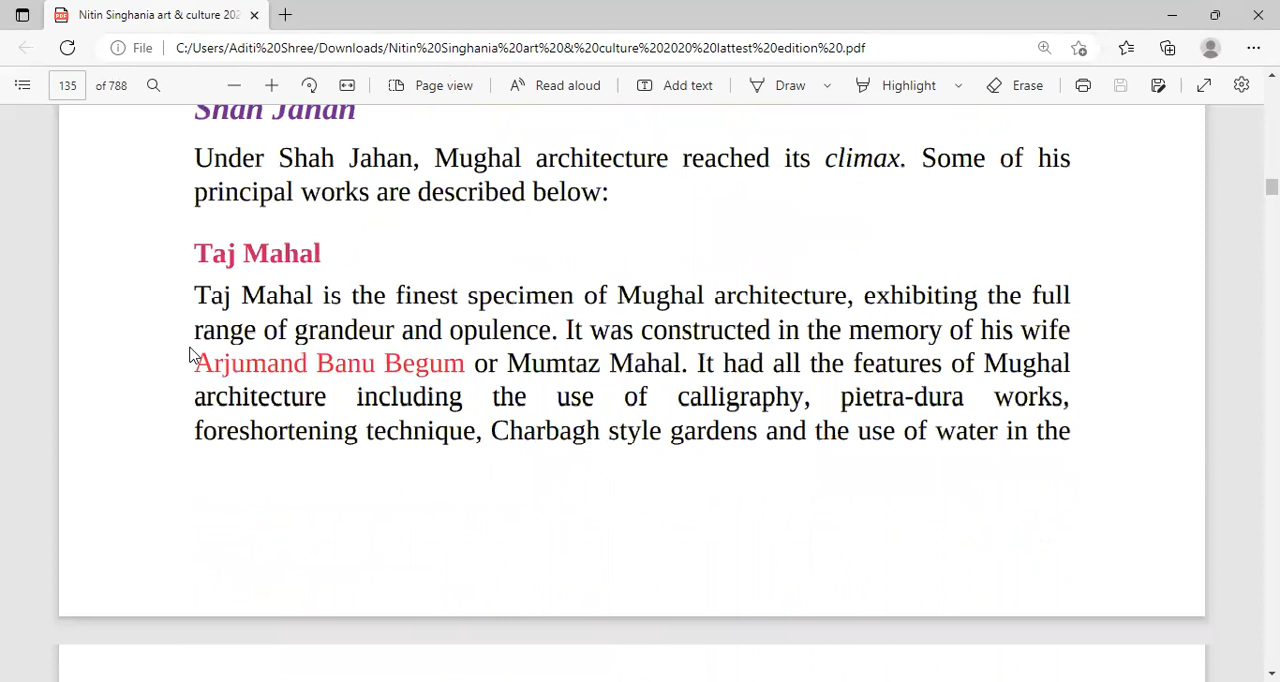 Nitin Singhania art & culture 202
File
C:/Users/Aditi%20Shree/Downloads/Nitin%20Singhania%20art%20&%20culture%202020%20lattest%20edition%20.pdf
135 of 788
Page view
Read aloud
Add text
Draw
Highlight
Erase
Shah Jahan
Under Shah Jahan, Mughal architecture reached its climax. Some of his
principal works are described below:
Taj Mahal
Taj Mahal is the finest specimen of Mughal architecture, exhibiting the full
range of grandeur and opulence. It was constructed in the memory of his wife
Arjumand Banu Begum or Mumtaz Mahal. It had all the features of Mughal
architecture including the use of calligraphy, pietra-dura works,
foreshortening technique, Charbagh style gardens and the use of water in the